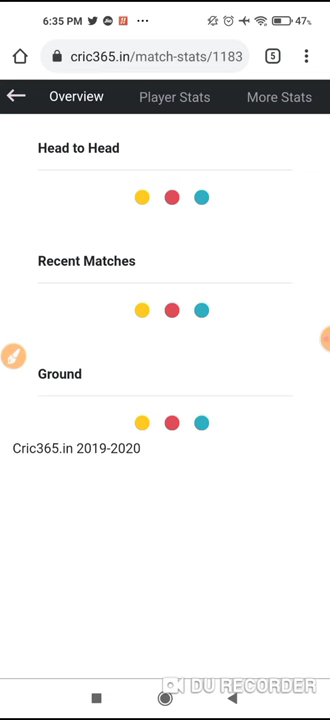 6:35 PM
47%
cric365.in/match-stats/1183
5
Overview
Player Stats
More Stats
Head to Head
Recent Matches
Ground
Cric365.in 2019-2020
DU RECORDER